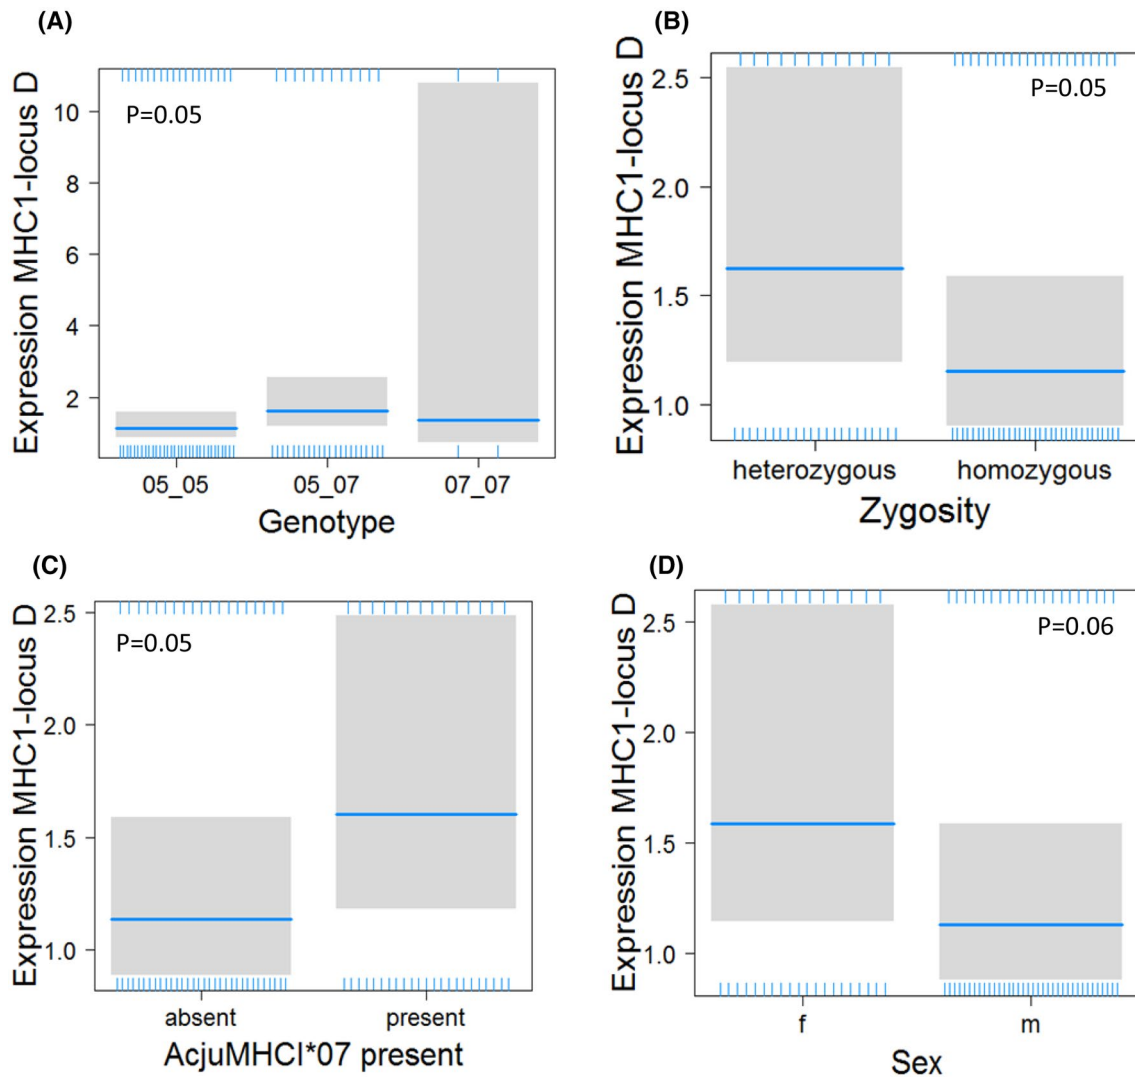 (A)
Expression MHC1-locus D
10
8
6
4
2
P=0.05
05_05 05_07 07_07
Genotype
(B)
Expression MHC1-locus D
2.5
2.0
1.5
1.0
P=0.05
heterozygous homozygous
Zygosity
(C)
Expression MHC1-locus D
2.5
2.0
1.5
1.0
P=0.05
absent present
AcjuMHCI*07 present
(D)
Expression MHC1-locus D
2.5
2.0
1.5
1.0
P=0.06
f m
Sex